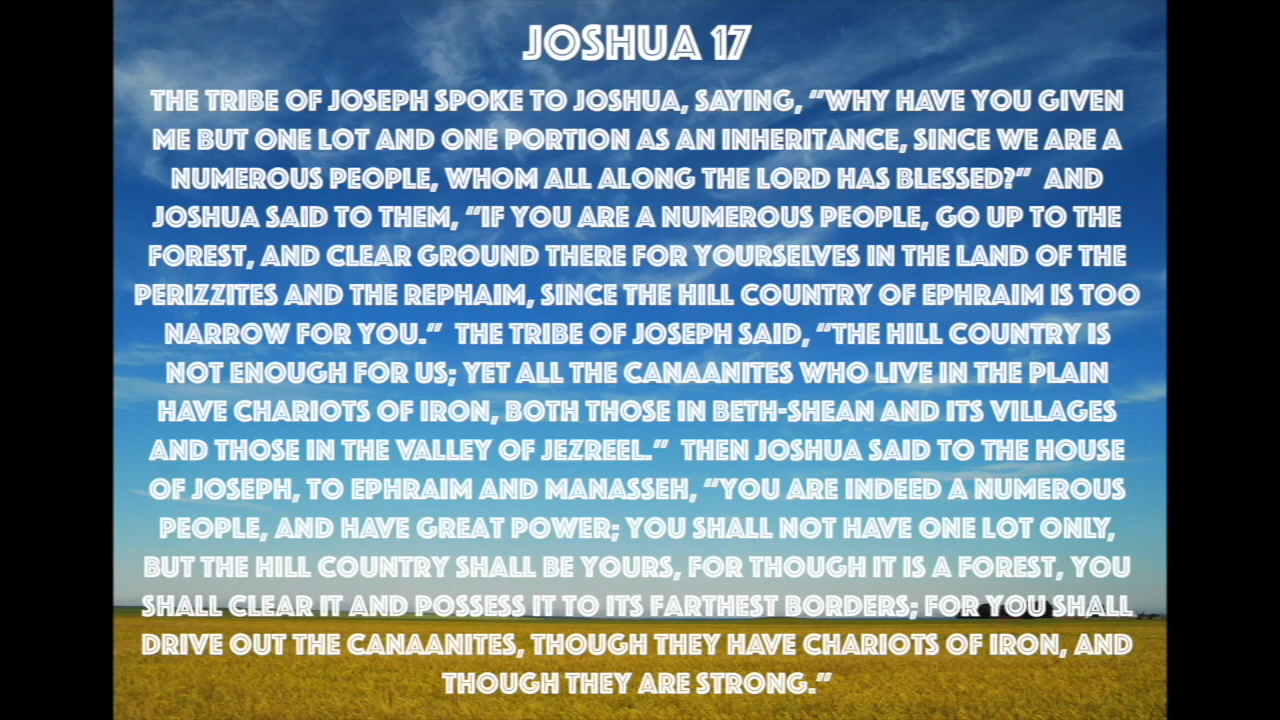 JOSHUA 17
THE TRIBE OF JOSEPH SPOKE TO JOSHUA, SAYING, “WHY HAVE YOU GIVEN
ME BUT ONE LOT AND ONE PORTION AS AN INHERITANCE, SINCE WE ARE A
NUMEROUS PEOPLE, WHOM ALL ALONG THE LORD HAS BLESSED?” AND
JOSHUA SAID TO THEM, “IF YOU ARE A NUMEROUS PEOPLE, GO UP TO THE
FOREST, AND CLEAR GROUND THERE FOR YOURSELVES IN THE LAND OF THE
PERIZZITES AND THE REPHAIM, SINCE THE HILL COUNTRY OF EPHRAIM IS TOO
NARROW FOR YOU.” THE TRIBE OF JOSEPH SAID, “THE HILL COUNTRY IS
NOT ENOUGH FOR US; YET ALL THE CANAANITES WHO LIVE IN THE PLAIN
HAVE CHARIOTS OF IRON, BOTH THOSE IN BETH-SHEAN AND ITS VILLAGES
AND THOSE IN THE VALLEY OF JEZREEL.” THEN JOSHUA SAID TO THE HOUSE
OF JOSEPH, TO EPHRAIM AND MANASSEH, “YOU ARE INDEED A NUMEROUS
PEOPLE, AND HAVE GREAT POWER; YOU SHALL NOT HAVE ONE LOT ONLY,
BUT THE HILL COUNTRY SHALL BE YOURS, FOR THOUGH IT IS A FOREST, YOU
SHALL CLEAR IT AND POSSESS IT TO ITS FARTHEST BORDERS; FOR YOU SHALL
DRIVE OUT THE CANAANITES, THOUGH THEY HAVE CHARIOTS OF IRON, AND
THOUGH THEY ARE STRONG.”